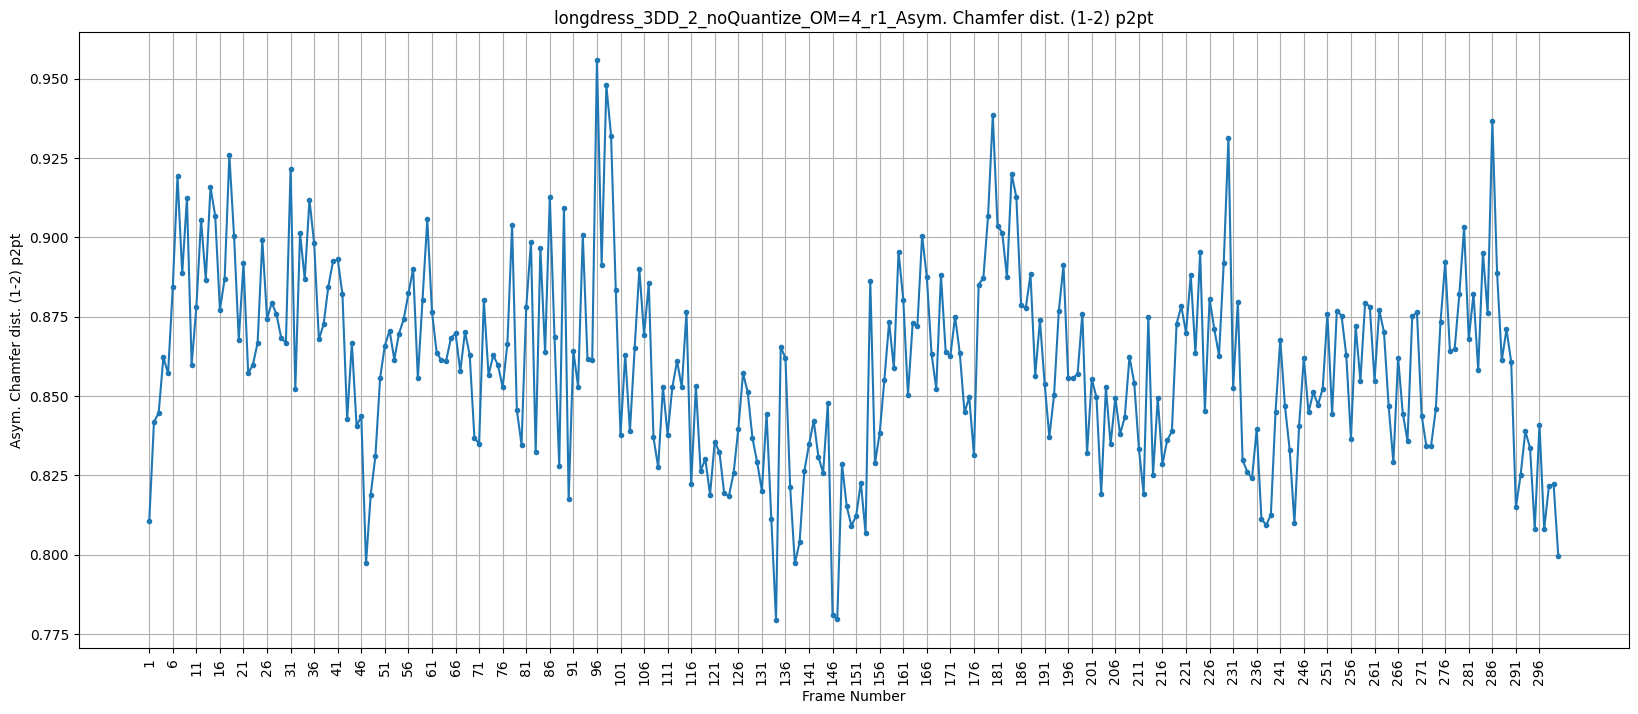 longdress_3DD_2_noQuantize_OM=4_r1_Asym. Chamfer dist. (1-2) p2pt
Asym. Chamfer dist. (1-2) p2pt
0.950
0.925
0.900
0.875
0.850
0.825
0.800
0.775
1 6 11 16 21 26 31 36 41 46 51 56 61 66 71 76 81 86 91 96 101 106 111 116 121 126 131 136 141 146 151 156 161 166 171 176 181 186 191 196 201 206 211 216 221 226 231 236 241 246 251 256 261 266 271 276 281 286 291 296
Frame Number